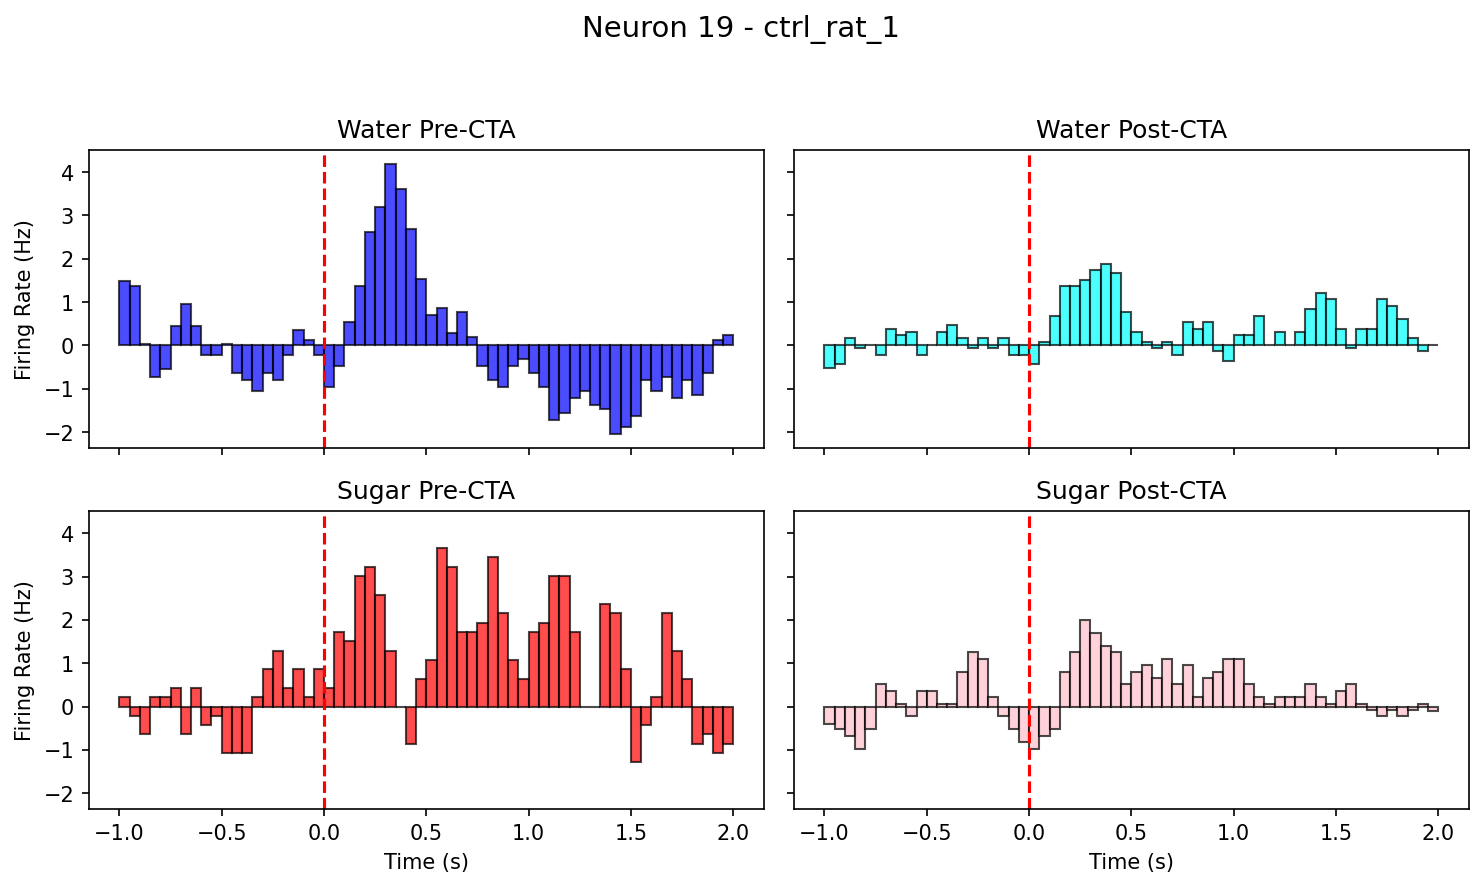 Neuron 19 - ctrl_rat_1
Water Pre-CTA
Water Post-CTA
Firing Rate (Hz)
4
3
2
1
0
−1
−2
Sugar Pre-CTA
Sugar Post-CTA
Firing Rate (Hz)
4
3
2
1
0
−1
−2
−1.0 −0.5 0.0 0.5 1.0 1.5 2.0
−1.0 −0.5 0.0 0.5 1.0 1.5 2.0
Time (s)
Time (s)